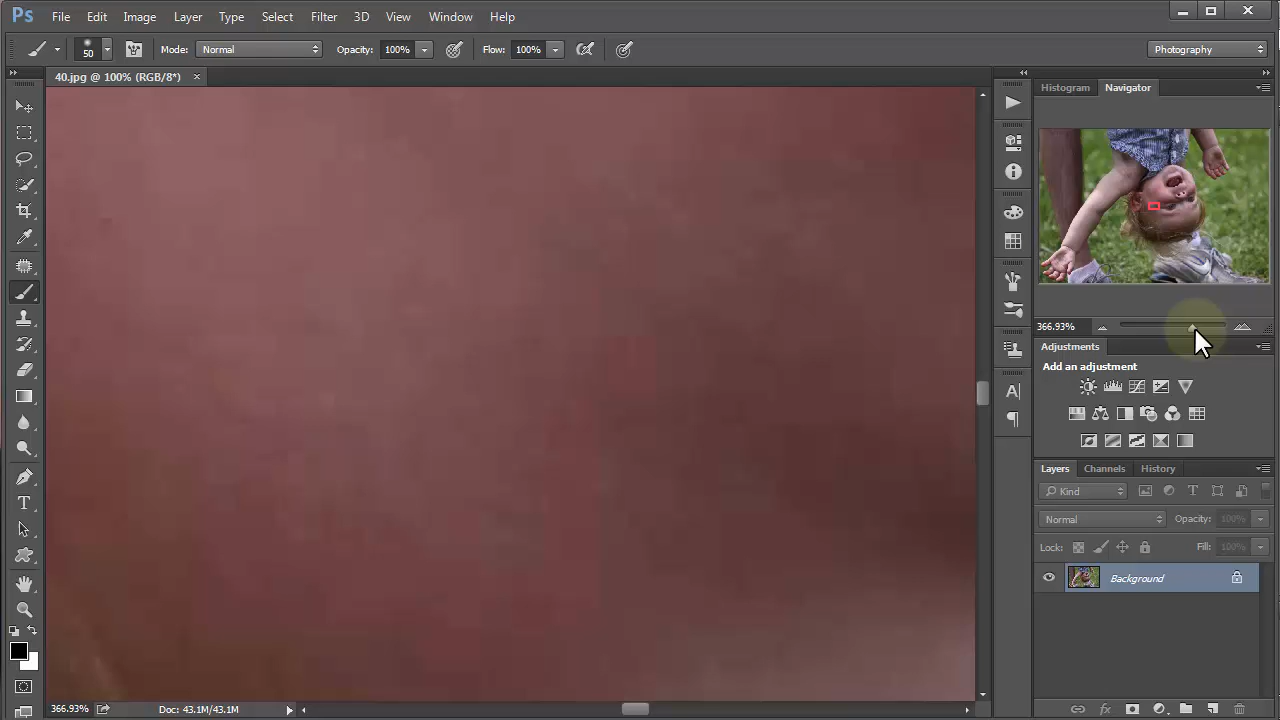 Ps File Edit Image Layer Type Select Filter 3D View Window Help
50 Mode: Normal Opacity: 100% Flow: 100% Photography
40.jpg @ 100% (RGB/8*) ×
Histogram Navigator
366.93%
Adjustments
Add an adjustment
Layers Channels History
Kind
Normal Opacity: 100%
Lock: Fill: 100%
Background
366.93% Doc: 43.1M/43.1M